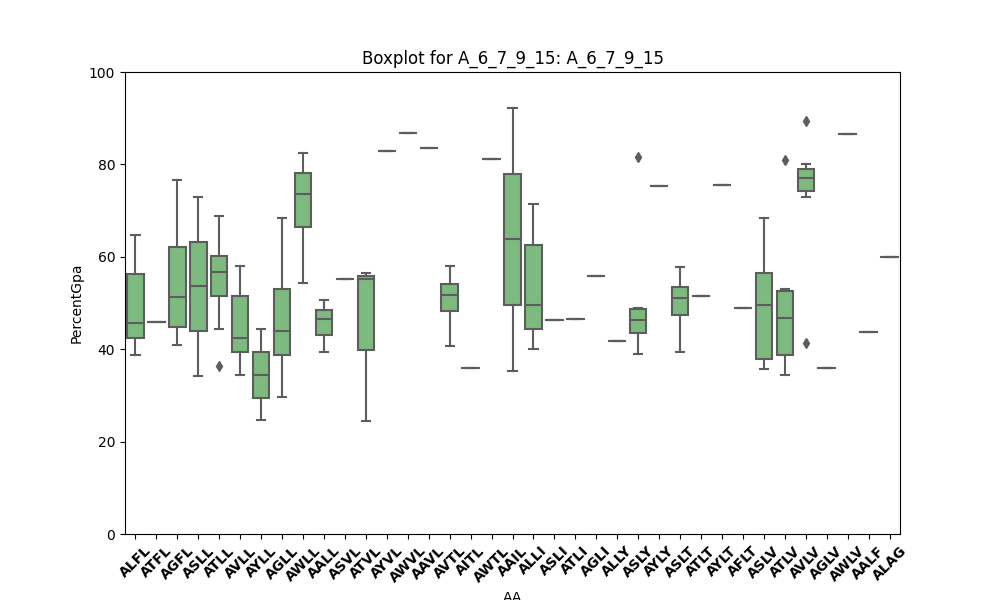 Boxplot for A_6_7_9_15: A_6_7_9_15
PercentGpa
100
80
60
40
20
0
ALFL ATFL AGFL ASLL ATLL AVLL AYLL AGLL AWLL AALL ASVL ATVL AYVL AWVL AAVL AVTL AITL AWTL AAIL ALLI ASLI ATLI AGLI ALLY ASLY AYLY ASLT ATLT AYLT AFLT ASLV ATLV AVLV AGLV AWLV AALF ALAG
AA